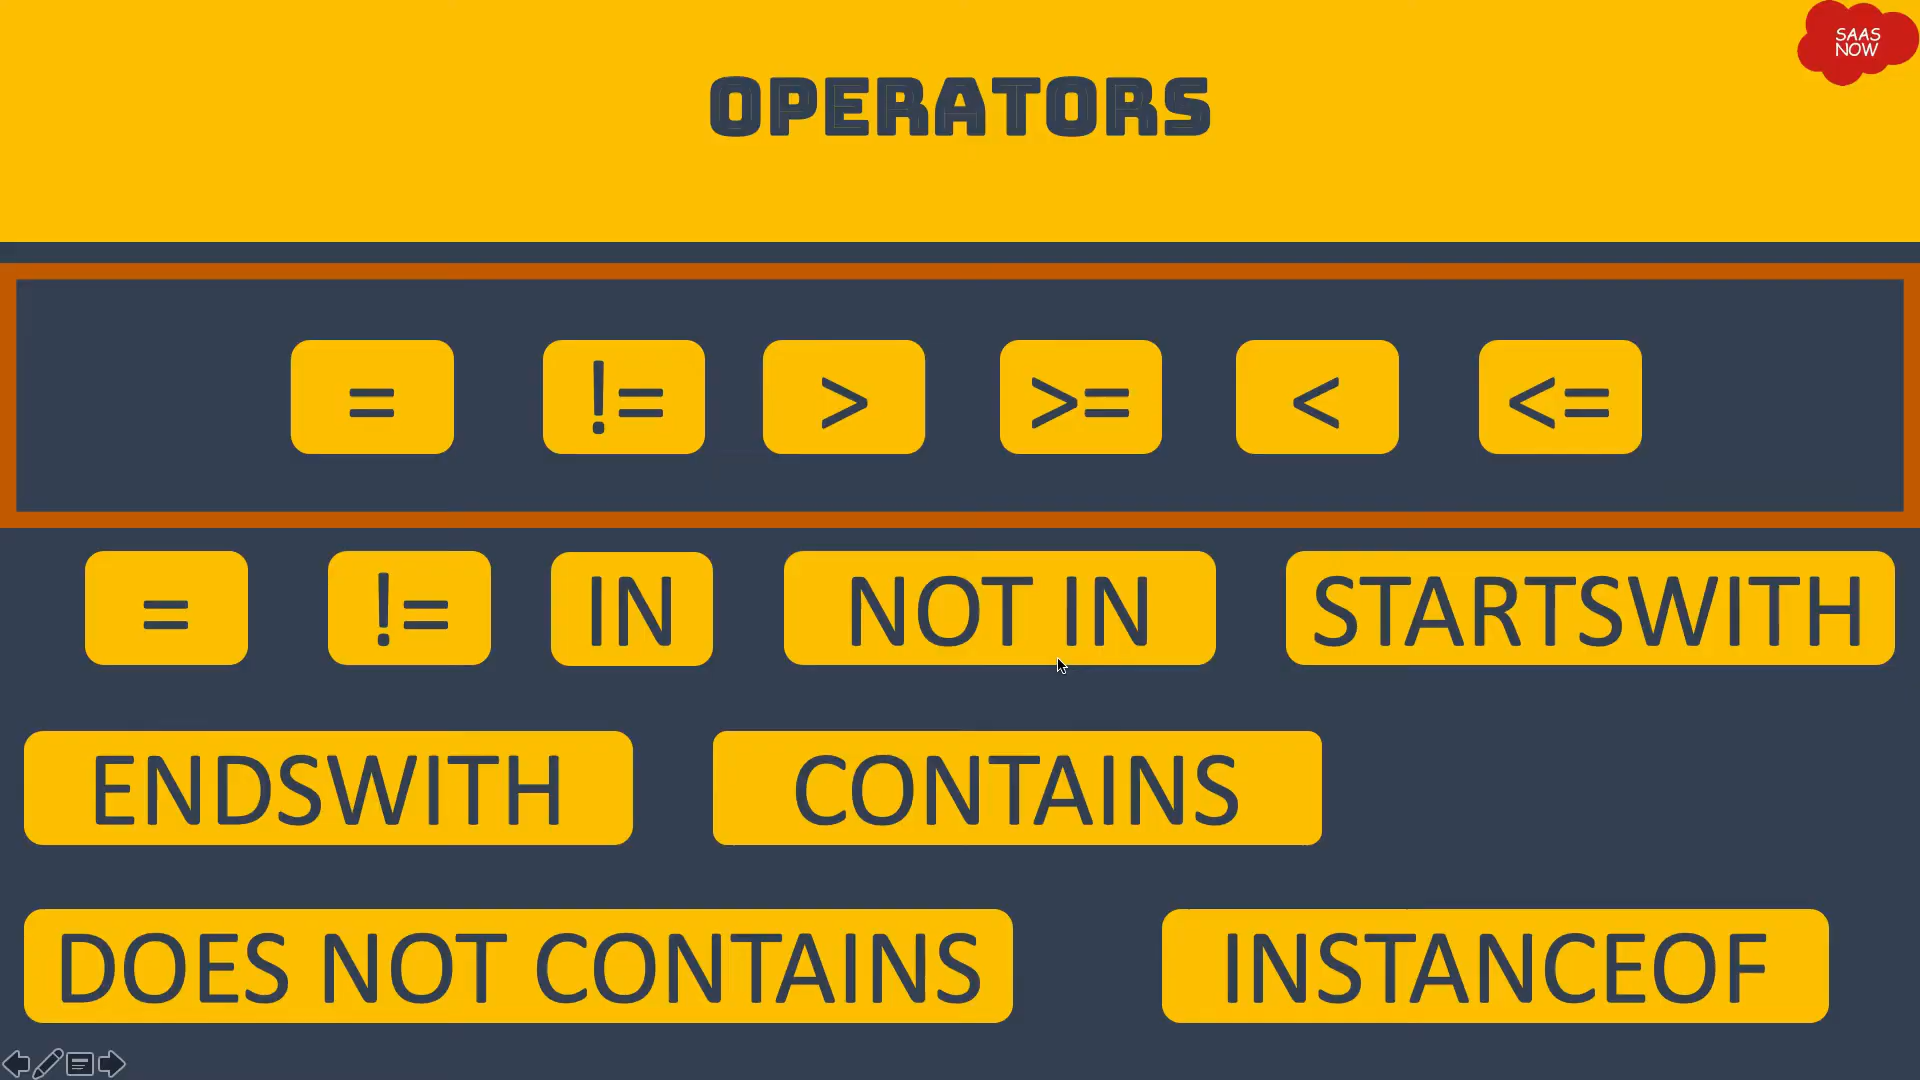 SAAS
NOW
OPERATORS
= != > >= < <=
= != IN NOT IN STARTSWITH
ENDSWITH CONTAINS
DOES NOT CONTAINS INSTANCEOF